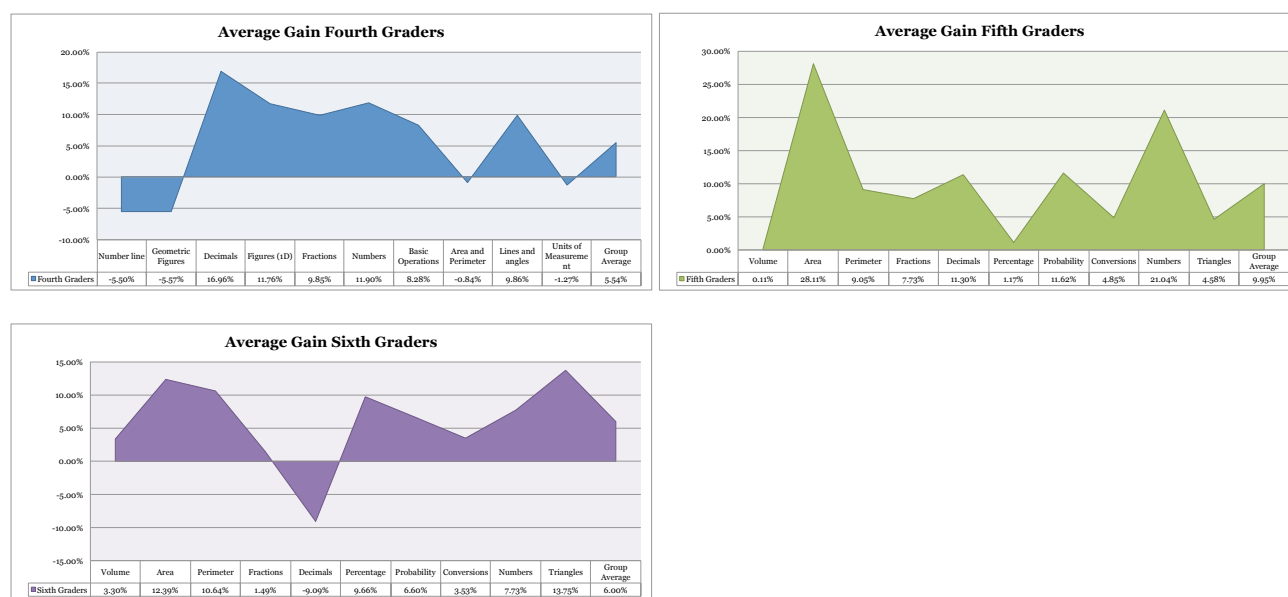 Average Gain Fourth Graders
20.00%
15.00%
10.00%
5.00%
0.00%
-5.00%
-10.00%
Number line Geometric Figures Decimals Figures (1D) Fractions Numbers Basic Operations Area and Perimeter Lines and angles Units of Measureme nt Group Average
Fourth Graders -5.50% -5.57% 16.96% 11.76% 9.85% 11.90% 8.28% -0.84% 9.86% -1.27% 5.54%
Average Gain Fifth Graders
30.00%
25.00%
20.00%
15.00%
10.00%
5.00%
0.00%
Volume Area Perimeter Fractions Decimals Percentage Probability Conversions Numbers Triangles Group Average
Fifth Graders 0.11% 28.11% 9.05% 7.73% 11.30% 1.17% 11.62% 4.85% 21.04% 4.58% 9.95%
Average Gain Sixth Graders
15.00%
10.00%
5.00%
0.00%
-5.00%
-10.00%
-15.00%
Volume Area Perimeter Fractions Decimals Percentage Probability Conversions Numbers Triangles Group Average
Sixth Graders 3.30% 12.39% 10.64% 1.49% -9.09% 9.66% 6.60% 3.53% 7.73% 13.75% 6.00%